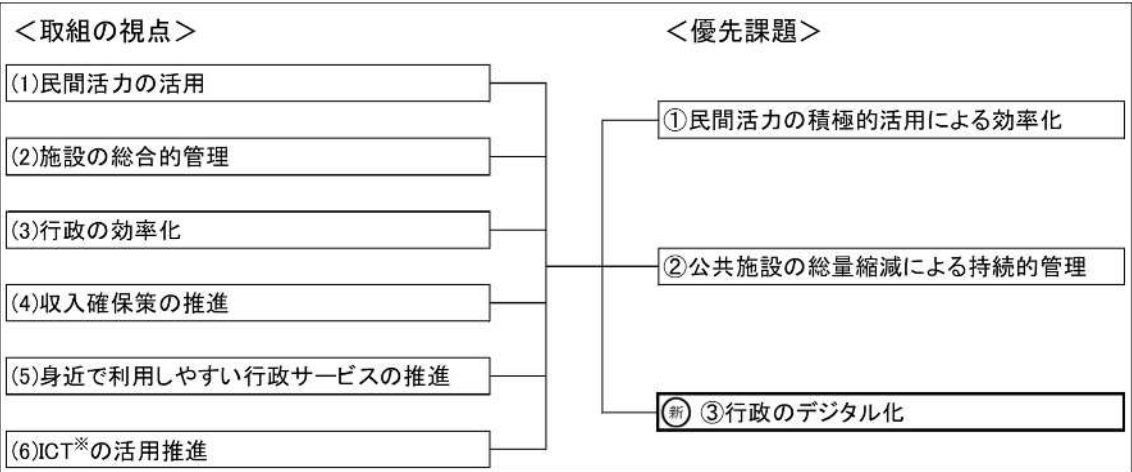 ＜取組の視点＞
(1)民間活力の活用
(2)施設の総合的管理
(3)行政の効率化
(4)収入確保策の推進
(5)身近で利用しやすい行政サービスの推進
(6)ICT※の活用推進
＜優先課題＞
①民間活力の積極的活用による効率化
②公共施設の総量縮減による持続的管理
新 ③行政のデジタル化